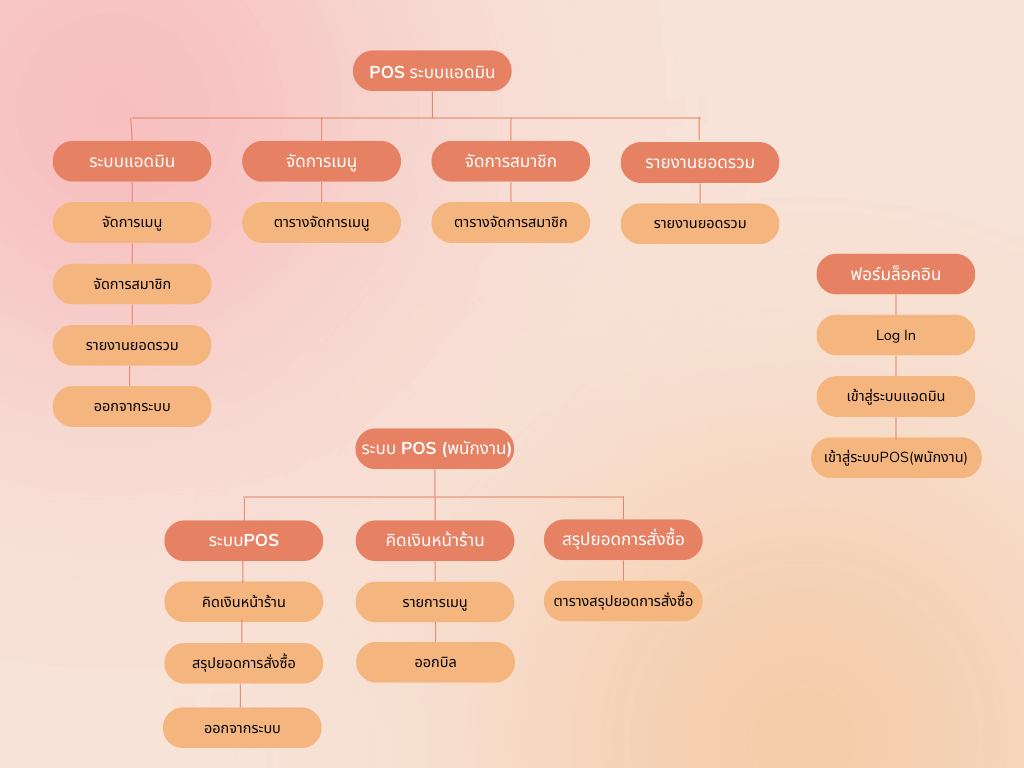 POS ระบบแอดมิน
ระบบแอดมิน
จัดการเมนู
จัดการสมาชิก
รายงานยอดรวม
จัดการเมนู
ตารางจัดการเมนู
ตารางจัดการสมาชิก
รายงานยอดรวม
จัดการสมาชิก
รายงานยอดรวม
ออกจากระบบ
ฟอร์มล็อคอิน
Log In
เข้าสู่ระบบแอดมิน
เข้าสู่ระบบPOS(พนักงาน)
ระบบ POS (พนักงาน)
ระบบPOS
คิดเงินหน้าร้าน
สรุปยอดการสั่งซื้อ
คิดเงินหน้าร้าน
รายการเมนู
ตารางสรุปยอดการสั่งซื้อ
สรุปยอดการสั่งซื้อ
ออกบิล
ออกจากระบบ